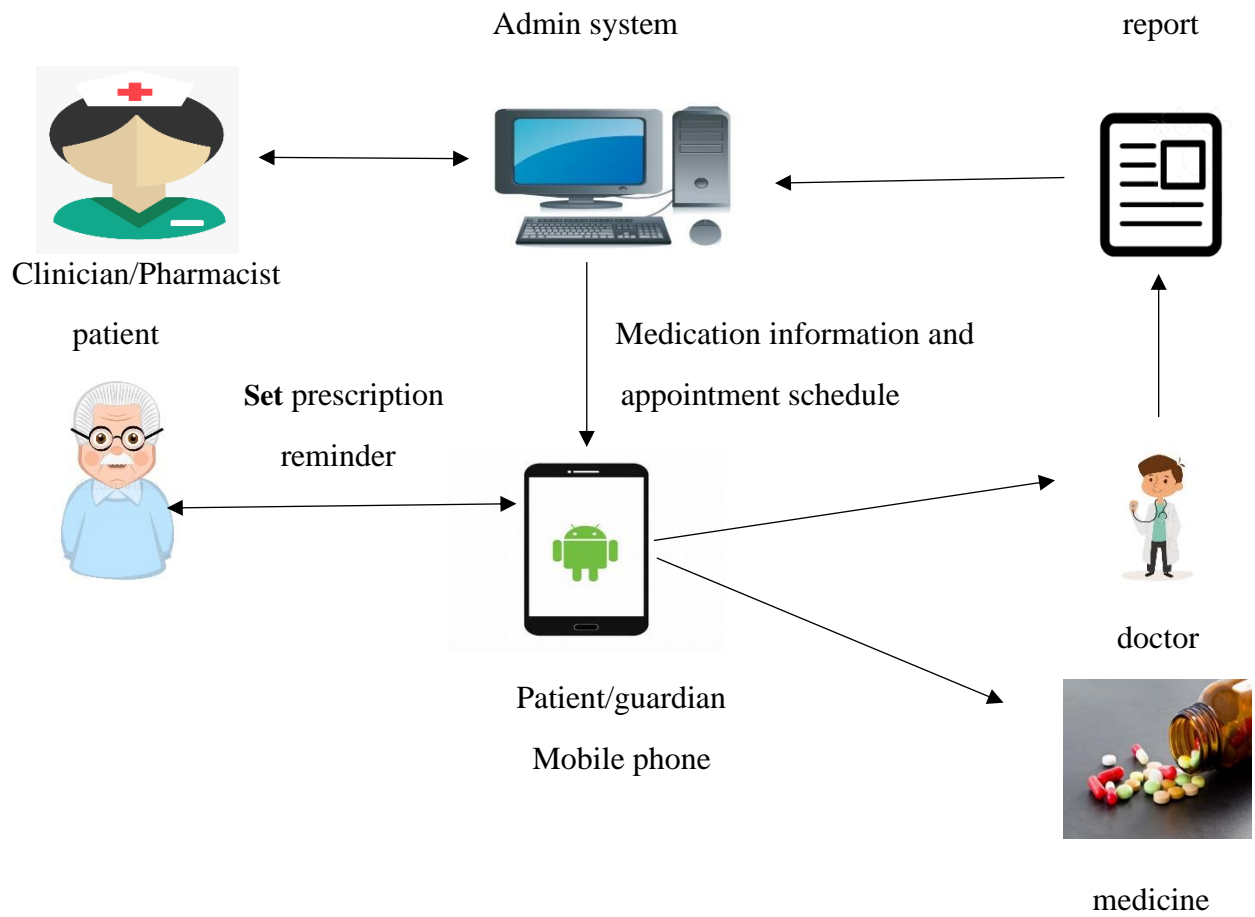 Admin system
report
Clinician/Pharmacist
patient
Set prescription
reminder
Medication information and
appointment schedule
doctor
Patient/guardian
Mobile phone
medicine